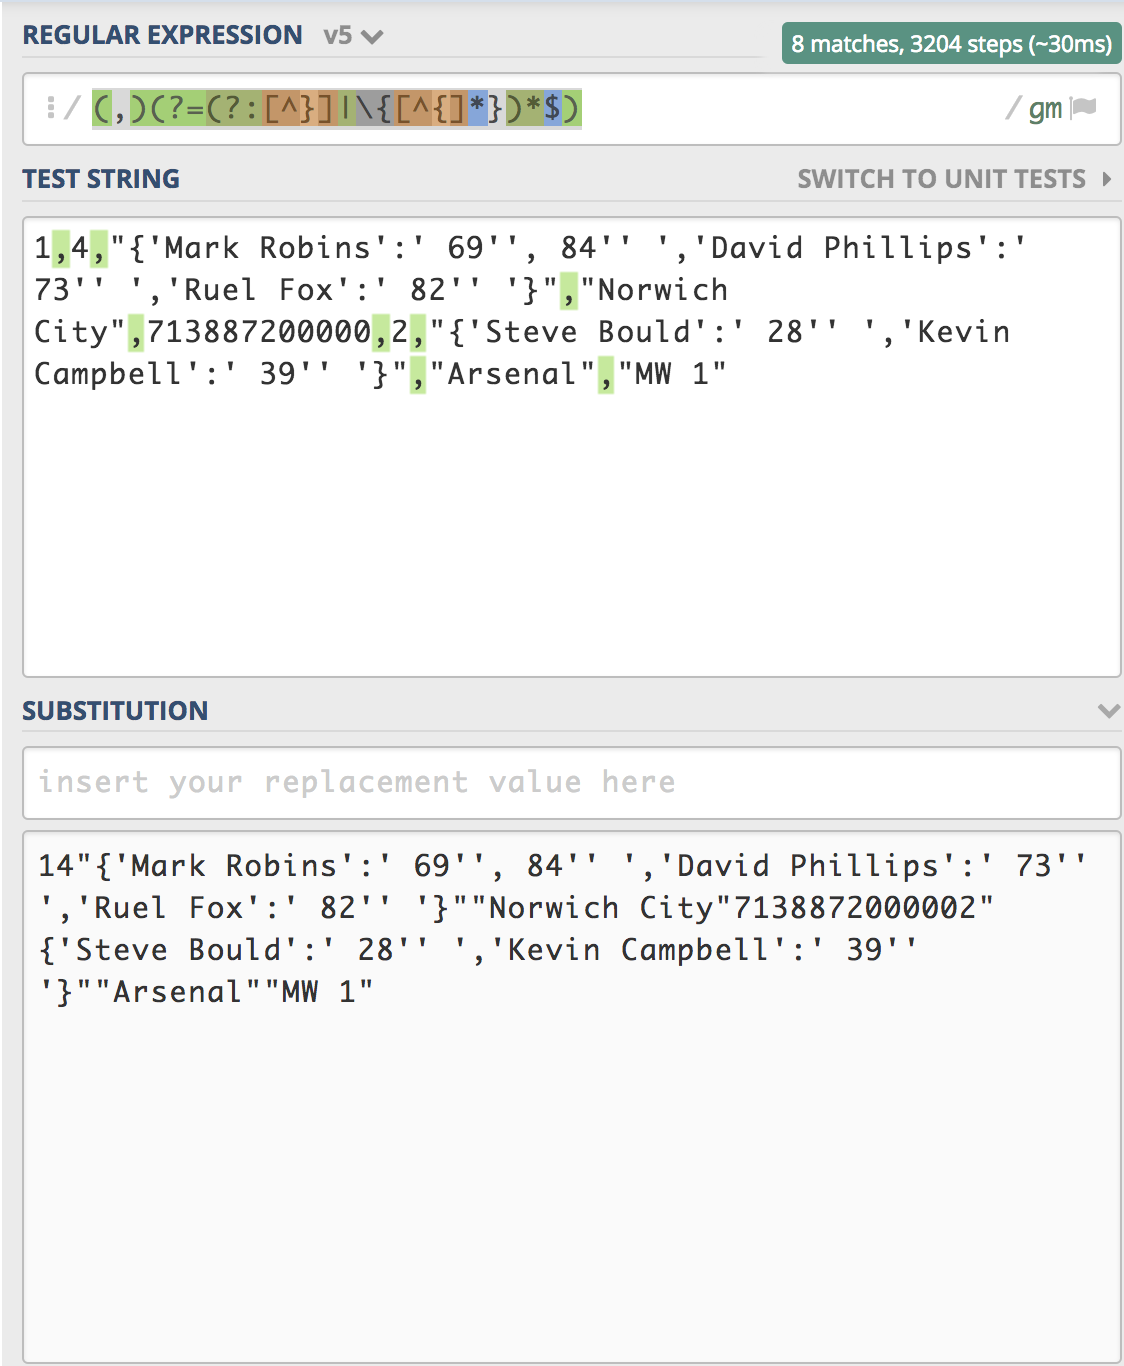 REGULAR EXPRESSION v5
8 matches, 3204 steps (~30ms)
/ (,)(?=(?:[^}]|\{[^{]*})*$) / gm
TEST STRING
SWITCH TO UNIT TESTS
1,4,"{'Mark Robins':' 69'', 84'' ','David Phillips':'
73'' ','Ruel Fox':' 82'' '}","Norwich
City",713887200000,2,"{'Steve Bould':' 28'' ','Kevin
Campbell':' 39'' '}","Arsenal","MW 1"
SUBSTITUTION
insert your replacement value here
14"{'Mark Robins':' 69'', 84'' ','David Phillips':' 73''
','Ruel Fox':' 82'' '}""Norwich City"7138872000002"
{'Steve Bould':' 28'' ','Kevin Campbell':' 39''
'}""Arsenal""MW 1"